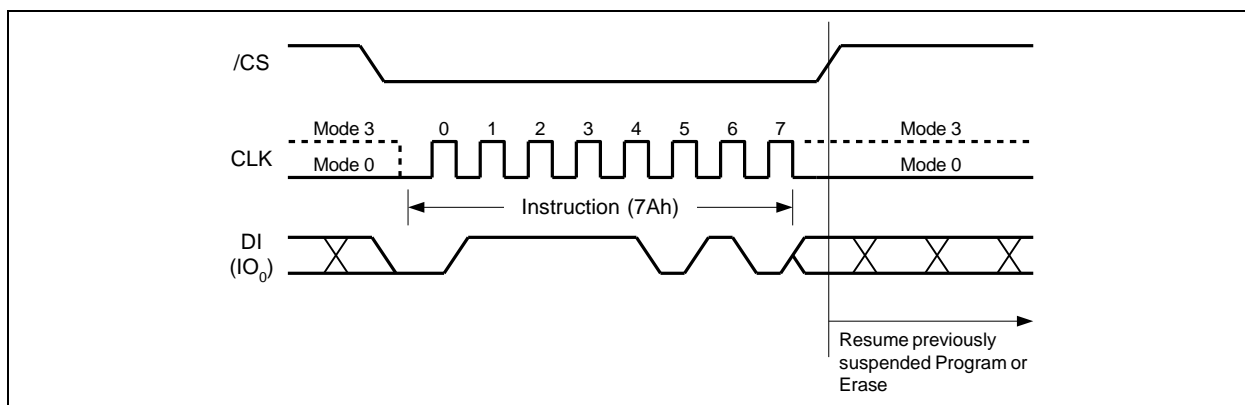 /CS
Mode 3 0 1 2 3 4 5 6 7 Mode 3
CLK
Mode 0 Mode 0
Instruction (7Ah)
DI
(IO0)
Resume previously
suspended Program or
Erase